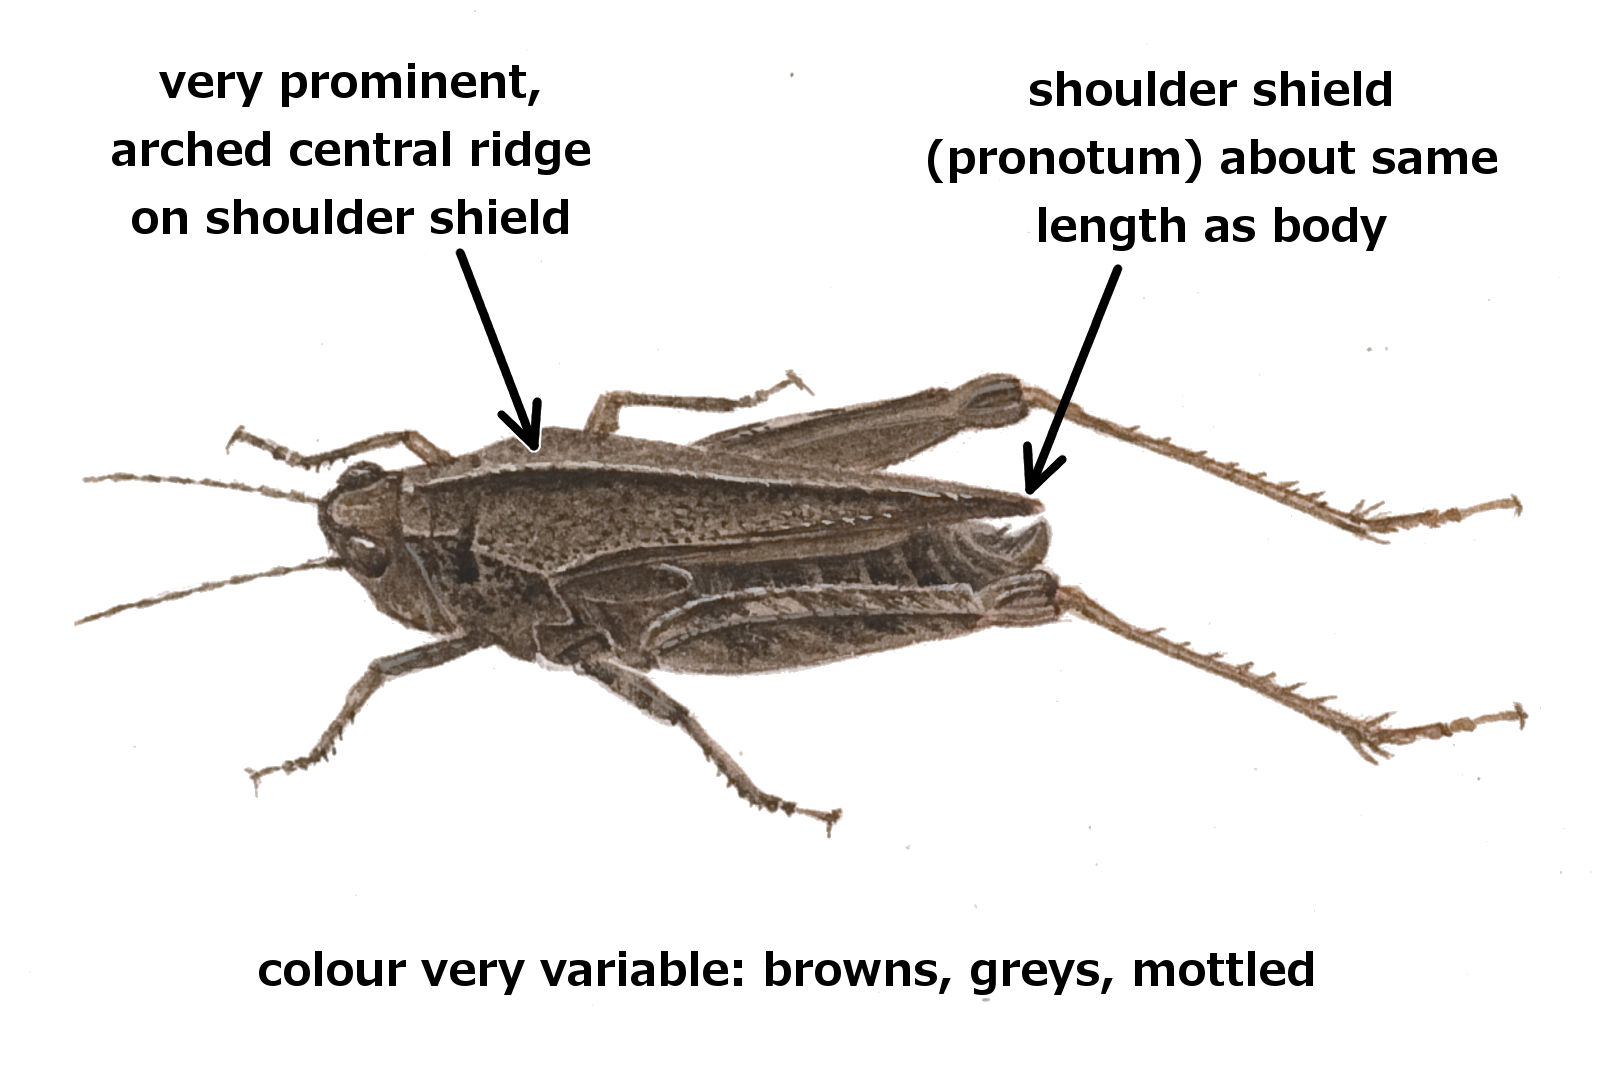 very prominent,
arched central ridge
on shoulder shield
shoulder shield
(pronotum) about same
length as body
colour very variable: browns, greys, mottled